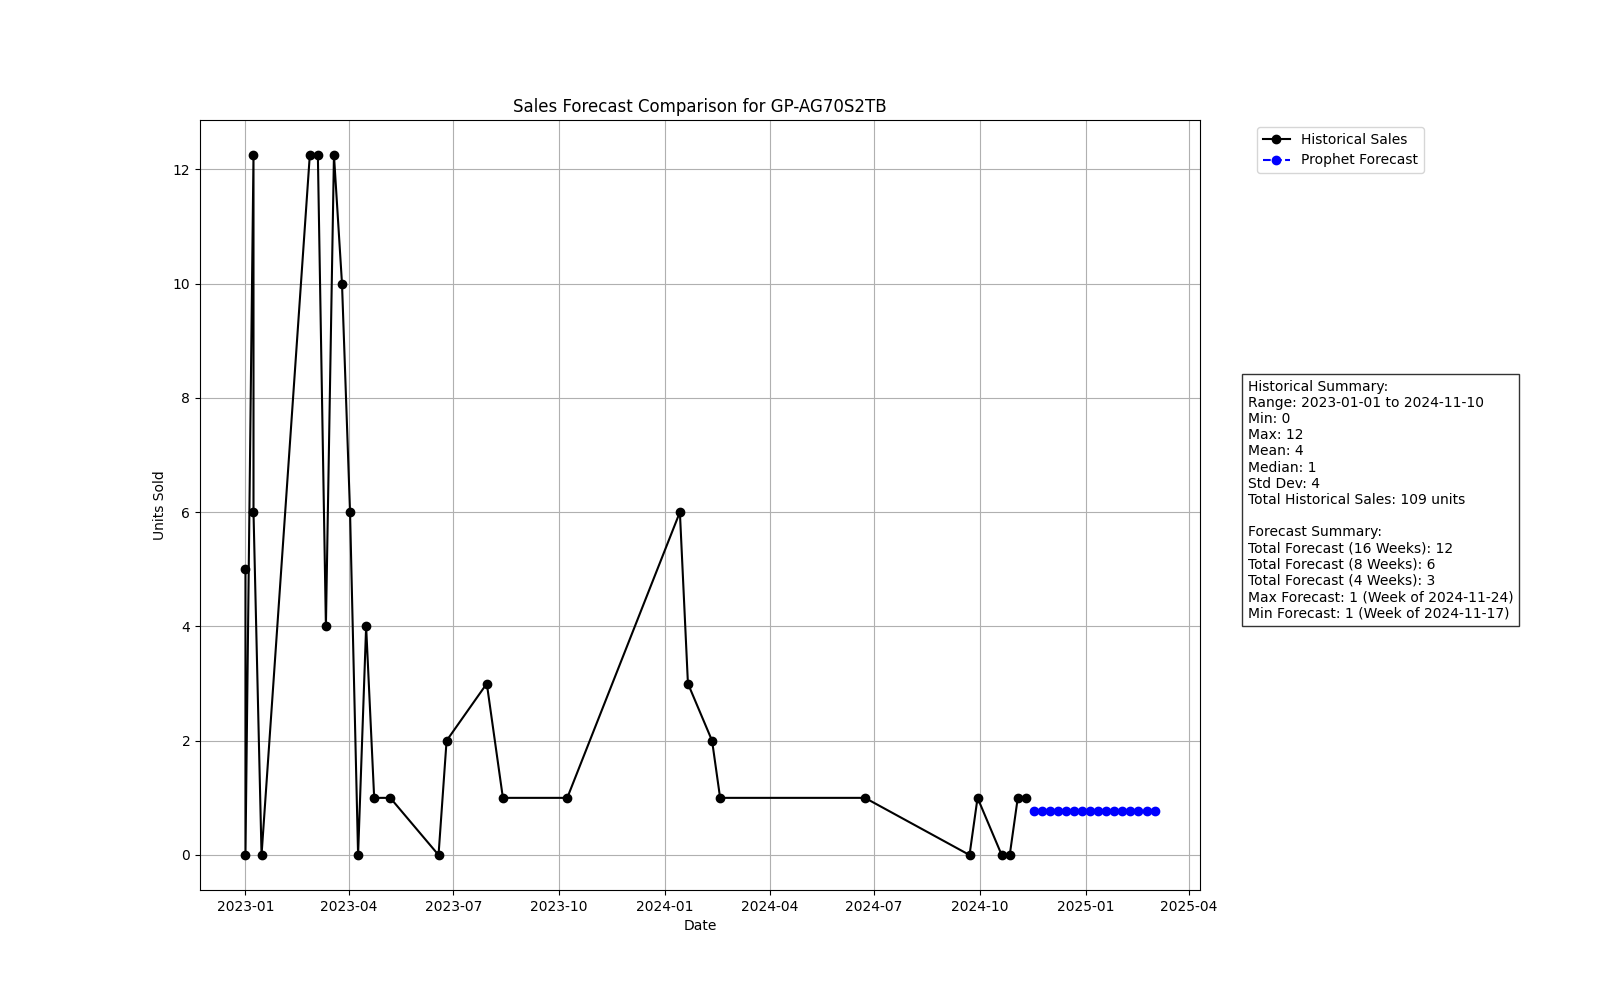 Sales Forecast Comparison for GP-AG70S2TB
Historical Sales
Prophet Forecast
12
10
8
6
4
2
0
Units Sold
2023-01
2023-04
2023-07
2023-10
2024-01
2024-04
2024-07
2024-10
2025-01
2025-04
Date
Historical Summary:
Range: 2023-01-01 to 2024-11-10
Min: 0
Max: 12
Mean: 4
Median: 1
Std Dev: 4
Total Historical Sales: 109 units
Forecast Summary:
Total Forecast (16 Weeks): 12
Total Forecast (8 Weeks): 6
Total Forecast (4 Weeks): 3
Max Forecast: 1 (Week of 2024-11-24)
Min Forecast: 1 (Week of 2024-11-17)